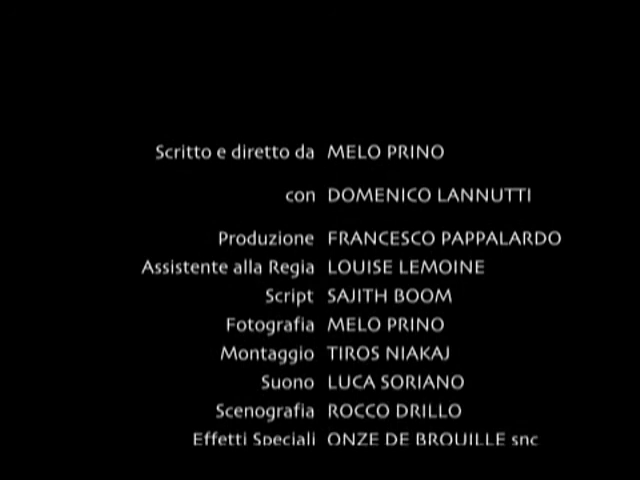 Scritto e diretto da MELO PRINO
con DOMENICO LANNUTTI
Produzione FRANCESCO PAPPALARDO
Assistente alla Regia LOUISE LEMOINE
Script SAJITH BOOM
Fotografia MELO PRINO
Montaggio TIROS NIAKAJ
Suono LUCA SORIANO
Scenografia ROCCO DRILLO
Effetti Speciali ONZE DE BROUILLE snc